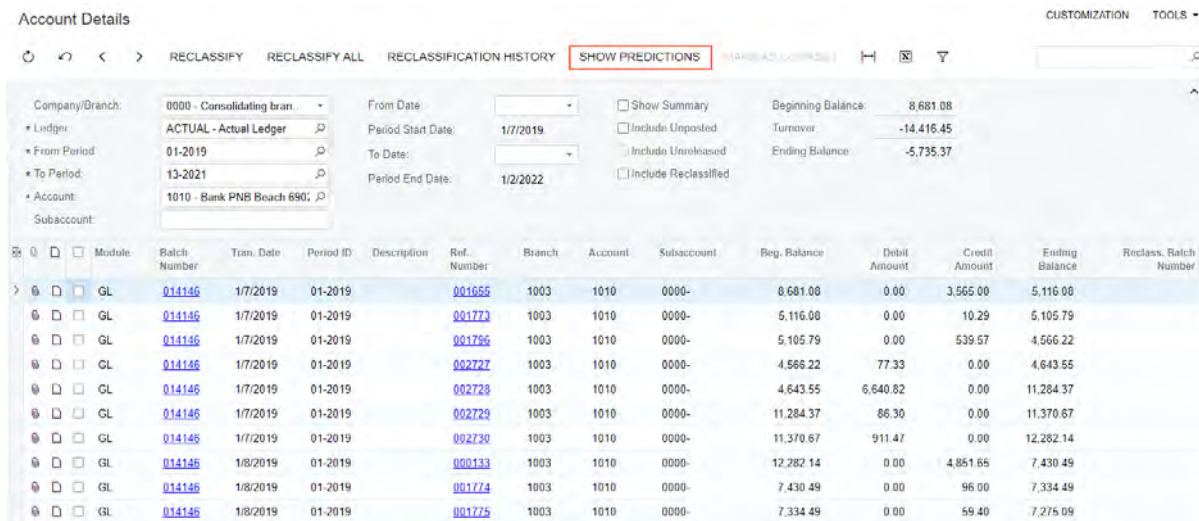 Account Details
CUSTOMIZATION TOOLS
RECLASSIFY RECLASSIFY ALL RECLASSIFICATION HISTORY SHOW PREDICTIONS
Company/Branch: 0000 - Consolidating bran.. From Date: Show Summary Beginning Balance: 8,681.08
* Ledger: ACTUAL - Actual Ledger Period Start Date: 1/7/2019 Include Unposted Turnover -14,416.45
* From Period 01-2019 To Date: Include Unreleased Ending Balance -5,735.37
* To Period: 13-2021 Period End Date: 1/2/2022 Include Reclassified
* Account: 1010 - Bank PNB Beach 6902
Subaccount:
Module Batch Number Tran. Date Period ID Description Ref.. Number Branch Account Subaccount Beg. Balance Debit Amount Credit Amount Ending Balance Reclass. Batch Number
GL 014146 1/7/2019 01-2019 001655 1003 1010 0000- 8,681.08 0.00 3,565.00 5,116.08
GL 014146 1/7/2019 01-2019 001773 1003 1010 0000- 5,116.08 0.00 10.29 5,105.79
GL 014146 1/7/2019 01-2019 001796 1003 1010 0000- 5,105.79 0.00 539.57 4,566.22
GL 014146 1/7/2019 01-2019 002727 1003 1010 0000- 4,566.22 77.33 0.00 4,643.55
GL 014146 1/7/2019 01-2019 002728 1003 1010 0000- 4,643.55 6,640.82 0.00 11,284.37
GL 014146 1/7/2019 01-2019 002729 1003 1010 0000- 11,284.37 86.30 0.00 11,370.67
GL 014146 1/7/2019 01-2019 002730 1003 1010 0000- 11,370.67 911.47 0.00 12,282.14
GL 014146 1/8/2019 01-2019 000133 1003 1010 0000- 12,282.14 0.00 4,851.65 7,430.49
GL 014146 1/8/2019 01-2019 001774 1003 1010 0000- 7,430.49 0.00 96.00 7,334.49
GL 014146 1/8/2019 01-2019 001775 1003 1010 0000- 7,334.49 0.00 59.40 7,275.09